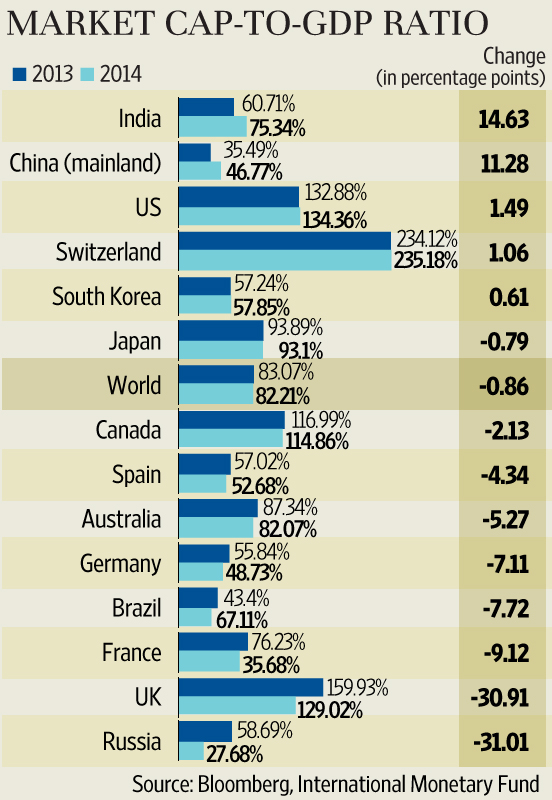 MARKET CAP-TO-GDP RATIO
Change
2013 2014 (in percentage points)
India 60.71% 75.34% 14.63
China (mainland) 35.49% 46.77% 11.28
US 132.88% 134.36% 1.49
Switzerland 234.12% 235.18% 1.06
South Korea 57.24% 57.85% 0.61
Japan 93.89% 93.1% -0.79
World 83.07% 82.21% -0.86
Canada 116.99% 114.86% -2.13
Spain 57.02% 52.68% -4.34
Australia 87.34% 82.07% -5.27
Germany 55.84% 48.73% -7.11
Brazil 43.4% 67.11% -7.72
France 76.23% 35.68% -9.12
UK 159.93% 129.02% -30.91
Russia 58.69% 27.68% -31.01
Source: Bloomberg, International Monetary Fund